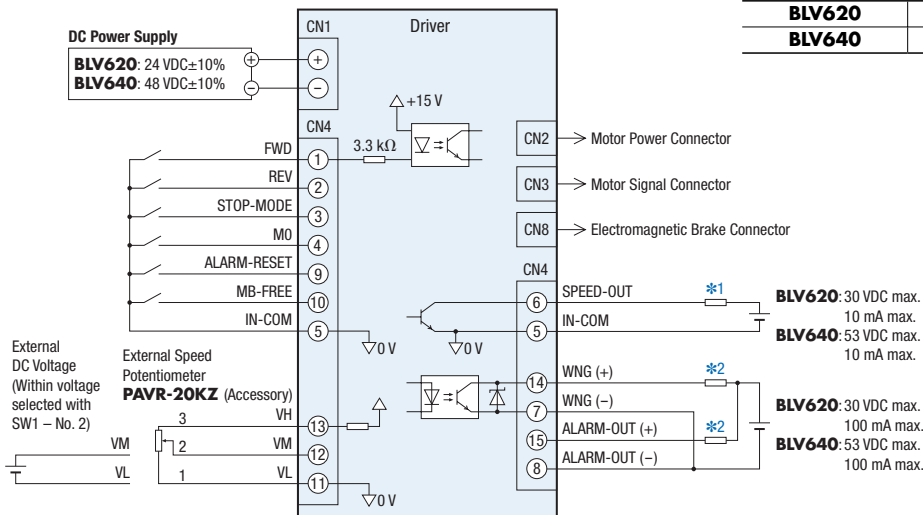 BLV620
BLV640
DC Power Supply
BLV620: 24 VDC±10%
BLV640: 48 VDC±10%
+
−
CN1
+
−
Driver
+15 V
CN4
3.3 kΩ
FWD
1
REV
2
STOP-MODE
3
M0
4
ALARM-RESET
9
MB-FREE
10
IN-COM
5
0 V
CN2
Motor Power Connector
CN3
Motor Signal Connector
CN8
Electromagnetic Brake Connector
CN4
6
SPEED-OUT
*1
5
IN-COM
0 V
BLV620: 30 VDC max.
10 mA max.
BLV640: 53 VDC max.
10 mA max.
14
WNG (+)
*2
7
WNG (−)
15
ALARM-OUT (+)
*2
8
ALARM-OUT (−)
BLV620: 30 VDC max.
100 mA max.
BLV640: 53 VDC max.
100 mA max.
External
DC Voltage
(Within voltage
selected with
SW1 – No. 2)
VM
VL
External Speed
Potentiometer
PAVR-20KZ (Accessory)
3
VH
13
2
VM
12
1
VL
11
0 V